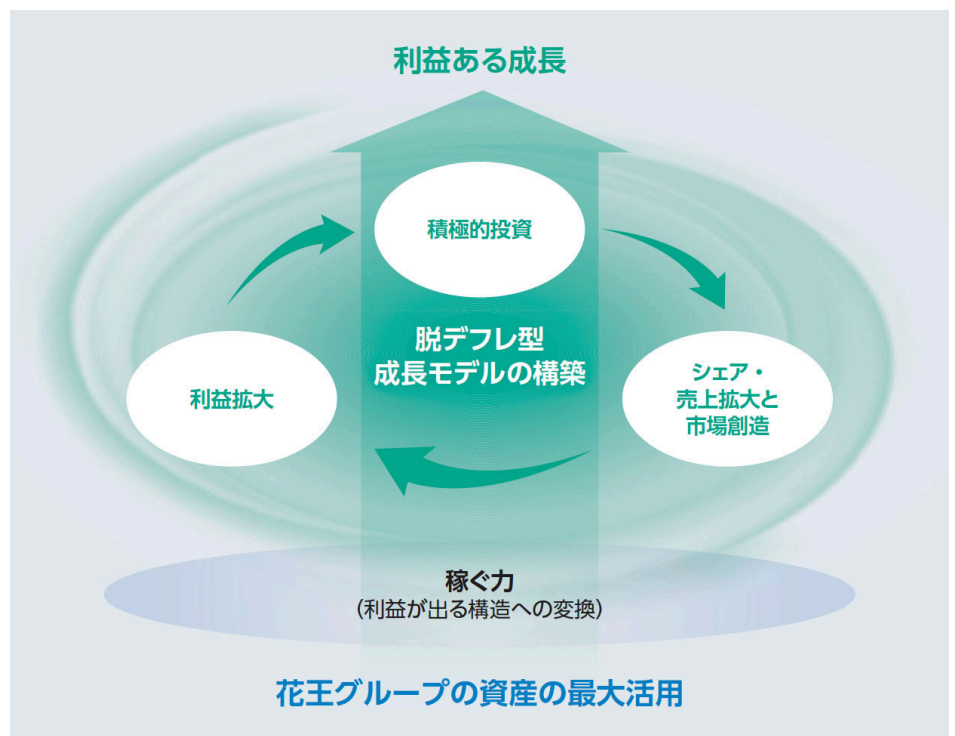 利益ある成長
積極的投資
脱デフレ型
成長モデルの構築
利益拡大
シェア・
売上拡大と
市場創造
稼ぐ力
(利益が出る構造への変換)
花王グループの資産の最大活用